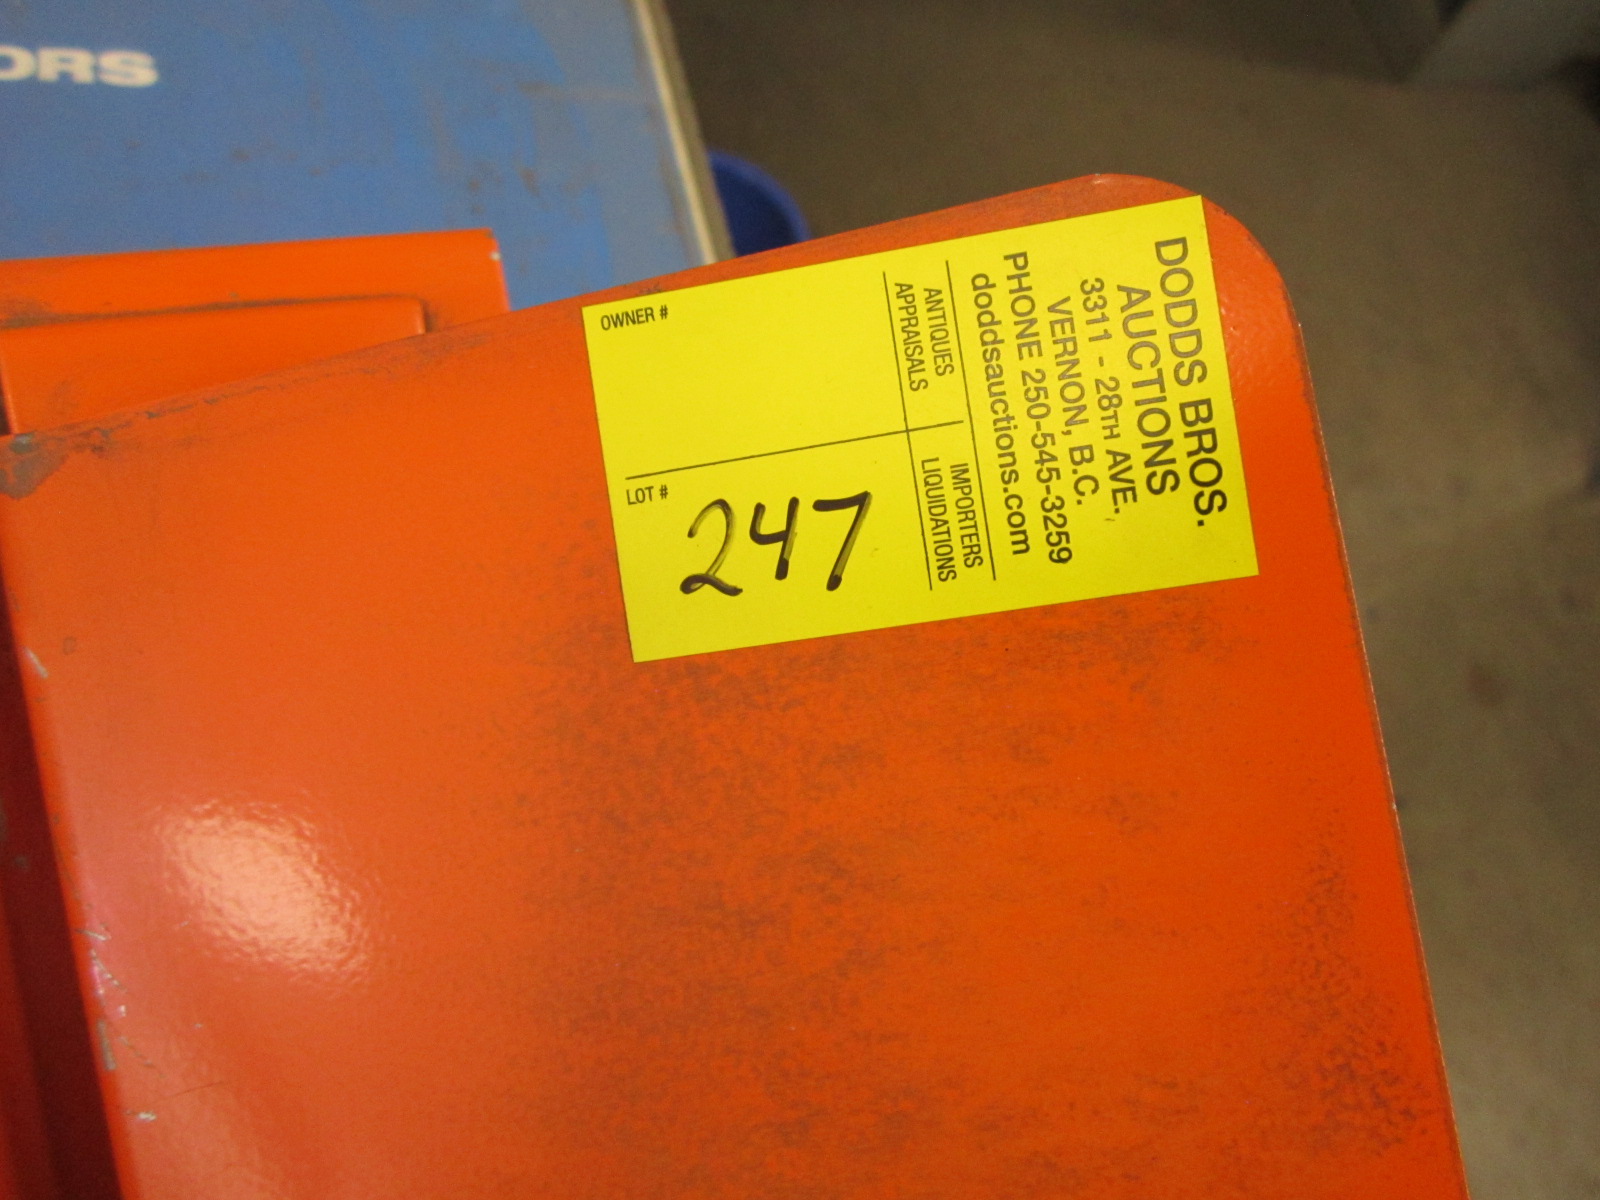 ORS
DODDS BROS.
AUCTIONS
3311 - 28TH AVE.
VERNON, B.C.
PHONE 250-545-3259
doddsauctions.com
ANTIQUES
APPRAISALS
IMPORTERS
LIQUIDATIONS
OWNER #
LOT #
247